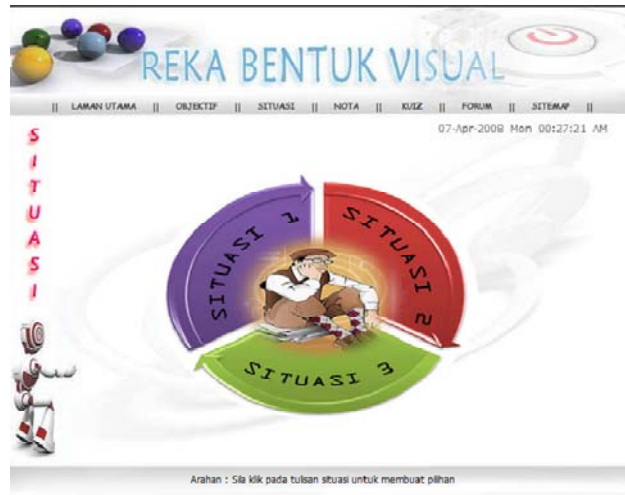 REKA BENTUK VISUAL
|| LAMAN UTAMA || OBJEKTIF || SITUASI || NOTA || KUIZ || FORUM || SITEMAP ||
07-Apr-2008 Mon 00:27:21 AM
SITUASI
SITUASI 1
SITUASI 2
SITUASI 3
Arahan : Sila klik pada tulisan situasi untuk membuat pilihan